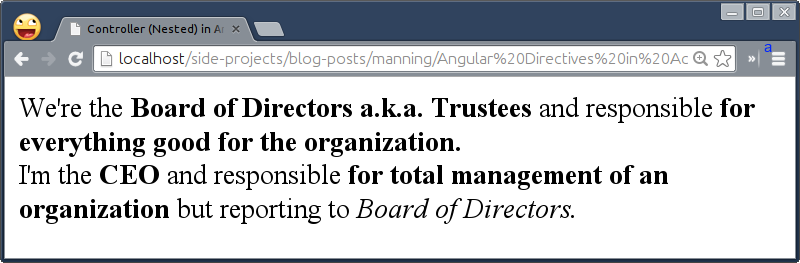 Controller (Nested) in A
localhost/side-projects/blog-posts/manning/Angular%20Directives%20in%20Ac
a
We're the Board of Directors a.k.a. Trustees and responsible for
everything good for the organization.
I'm the CEO and responsible for total management of an
organization but reporting to Board of Directors.